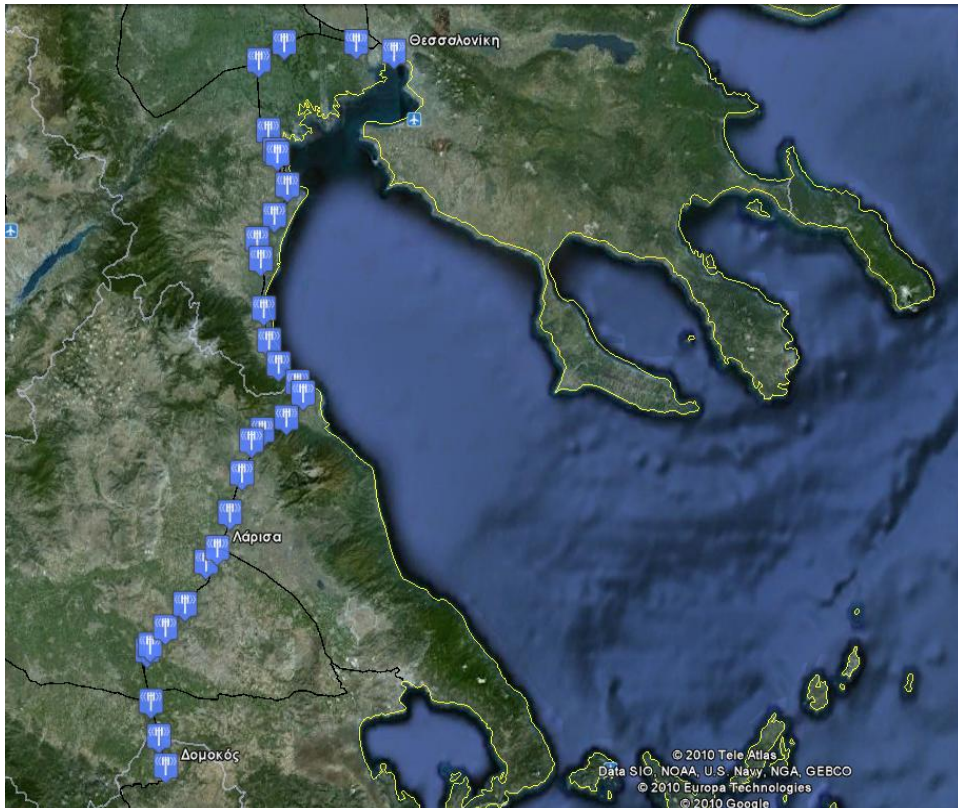 Θεσσαλονίκη
Λάρισα
Δομοκός
© 2010 Tele Atlas
Data SIO, NOAA, U.S. Navy, NGA, GEBCO
© 2010 Europa Technologies
© 2010 Google